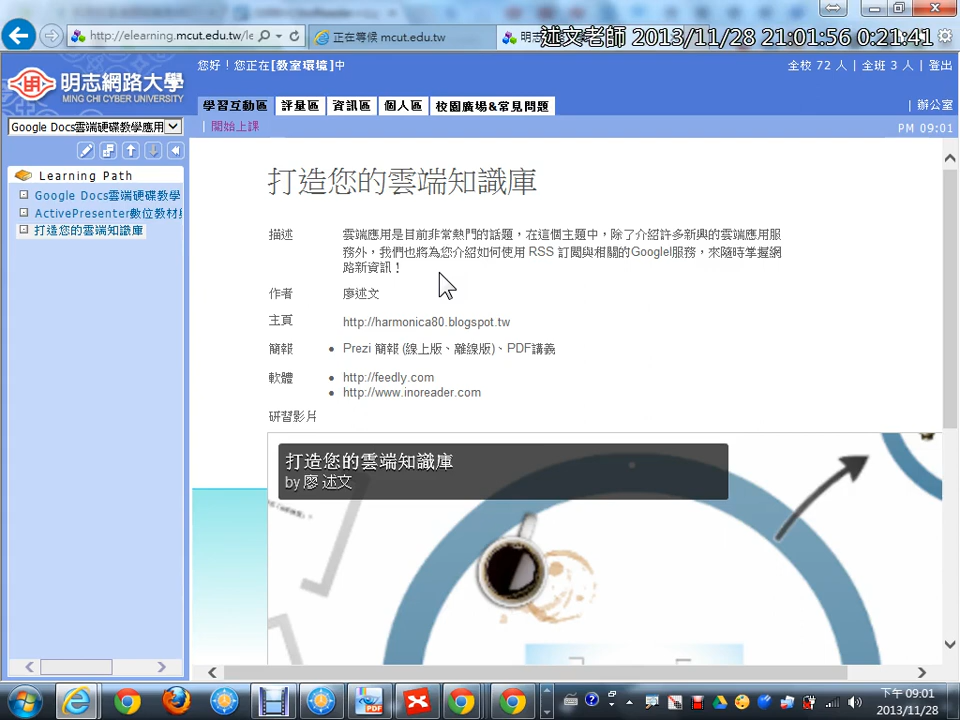 http://elearning.mcut.edu.tw/le
正在等候 mcut.edu.tw
述文老師 2013/11/28 21:01:56 0:21:41
明志網路大學
MING CHI CYBER UNIVERSITY
您好！您正在[教室環境]中
全校 72 人 | 全班 3 人 | 登出
學習互動區
評量區
資訊區
個人區
校園廣場&常見問題
| 辦公室
Google Docs雲端硬碟教學應用
| 開始上課
PM 09:01
Learning Path
Google Docs雲端硬碟教學
ActivePresenter數位教材
打造您的雲端知識庫
打造您的雲端知識庫
描述
雲端應用是目前非常熱門的話題，在這個主題中，除了介紹許多新興的雲端應用服
務外，我們也將為您介紹如何使用 RSS 訂閱與相關的Googlel服務，來隨時掌握網
路新資訊！
作者
廖述文
主頁
http://harmonica80.blogspot.tw
簡報
Prezi 簡報 (線上版、離線版)、PDF講義
軟體
http://feedly.com
http://www.inoreader.com
研習影片
打造您的雲端知識庫
by 廖 述文
下午 09:01
2013/11/28